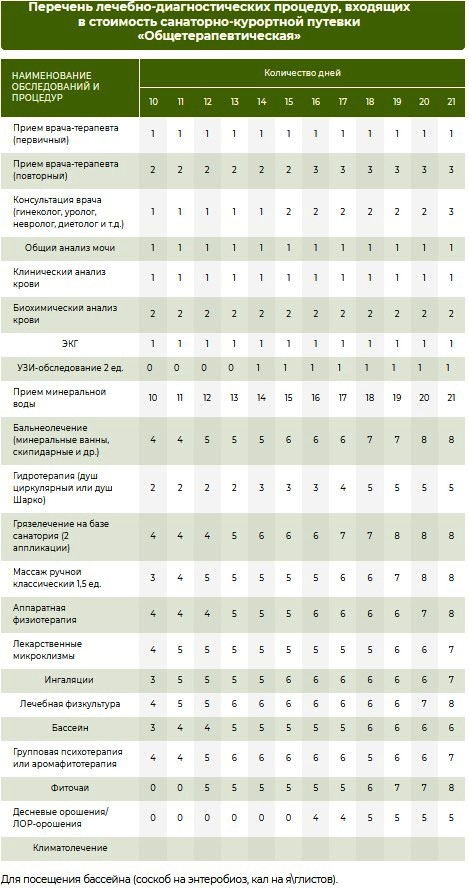 Перечень лечебно-диагностических процедур, входящих
в стоимость санаторно-курортной путевки
«Общетерапевтическая»
НАИМЕНОВАНИЕ
ОБСЛЕДОВАНИЙ И
ПРОЦЕДУР
Количество дней
10 11 12 13 14 15 16 17 18 19 20 21
Прием врача-терапевта
(первичный)
1 1 1 1 1 1 1 1 1 1 1 1
Прием врача-терапевта
(повторный)
2 2 2 2 2 2 3 3 3 3 3 3
Консультация врача
(гинеколог, уролог,
невролог, диетолог и т.д.)
1 1 1 1 1 2 2 2 2 2 2 3
Общий анализ мочи 1 1 1 1 1 1 1 1 1 1 1 1
Клинический анализ
крови
1 1 1 1 1 1 1 1 1 1 1 1
Биохимический анализ
крови
2 2 2 2 2 2 2 2 2 2 2 2
ЭКГ 1 1 1 1 1 1 1 1 1 1 1 1
УЗИ-обследование 2 ед. 0 0 0 0 1 1 1 1 1 1 1 1
Прием минеральной
воды
10 11 12 13 14 15 16 17 18 19 20 21
Бальнеолечение
(минеральные ванны,
скипидарные и др.)
4 4 5 5 5 6 6 6 7 7 8 8
Гидротерапия (душ
циркулярный или душ
Шарко)
2 2 2 2 3 3 3 4 5 5 5 5
Грязелечение на базе
санатория (2
аппликации)
4 4 4 5 6 6 6 7 7 8 8 8
Массаж ручной
классический 1,5 ед.
3 4 5 5 5 5 5 6 6 7 8 8
Аппаратная
физиотерапия
4 4 4 5 5 5 6 6 6 6 7 8
Лекарственные
микроклизмы
4 5 5 5 5 5 5 5 5 6 6 7
Ингаляции 3 5 5 5 5 6 6 6 6 6 6 7
Лечебная физкультура 4 5 5 6 6 6 6 6 6 6 7 8
Бассейн 3 4 4 5 5 5 5 5 6 6 6 6
Групповая психотерапия
или аромафитотерапия
4 4 5 6 6 6 6 6 5 6 6 7
Фиточай 0 0 5 5 5 5 5 5 6 7 7 8
Десневые орошения/
ЛОР-орошения
0 0 0 0 0 0 4 4 5 5 5 5
Климатолечение
Для посещения бассейна (соскоб на энтеробиоз, кал на я\глистов).